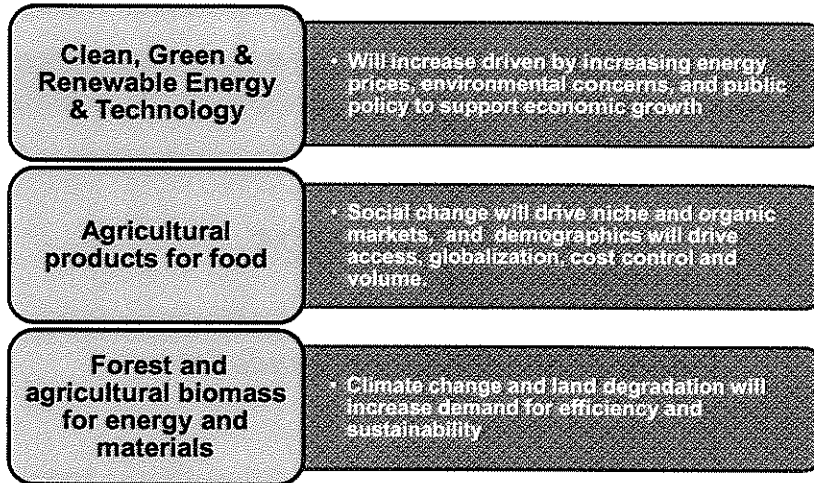 Clean, Green &
Renewable Energy
& Technology
• Will increase driven by increasing energy
prices, environmental concerns, and public
policy to support economic growth
Agricultural
products for food
• Social change will drive niche and organic
markets, and demographics will drive
access, globalization, cost control and
volume.
Forest and
agricultural biomass
for energy and
materials
• Climate change and land degradation will
increase demand for efficiency and
sustainability